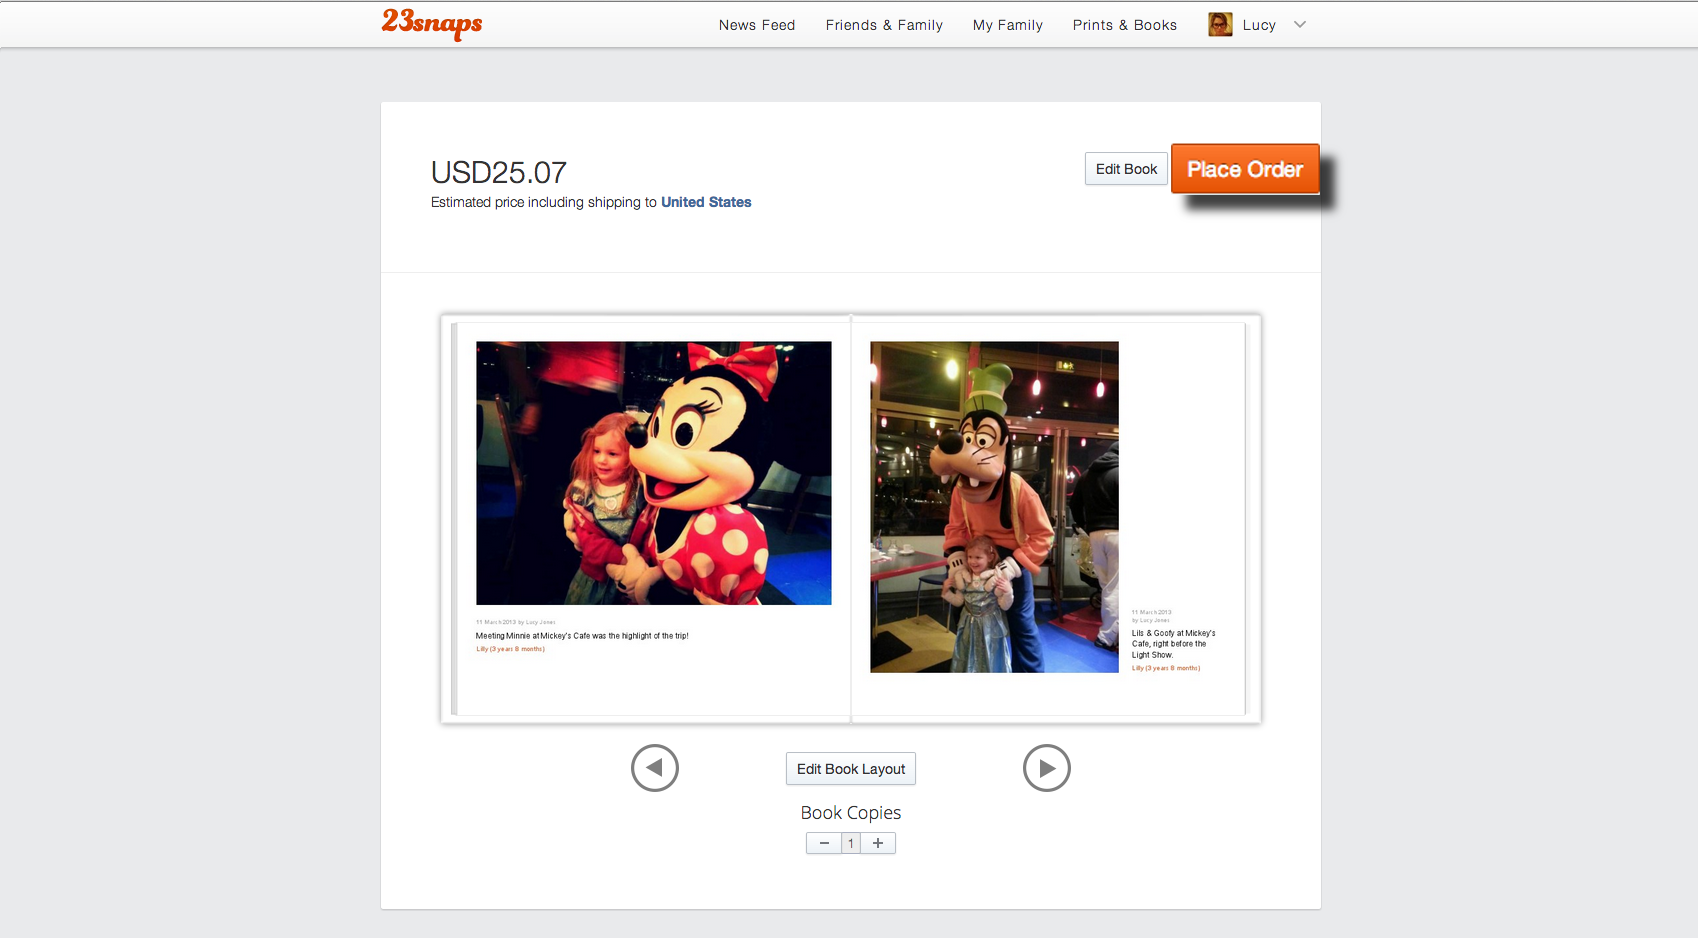 23snaps
News Feed
Friends & Family
My Family
Prints & Books
Lucy
USD25.07
Estimated price including shipping to United States
Edit Book
Place Order
11 March 2013 by Lucy Jones
Meeting Minnie at Mickey's Cafe was the highlight of the trip!
Lilly (3 years 8 months)
11 March 2013
by Lucy Jones
Lils & Goofy at Mickey's
Cafe, right before the
Light Show.
Lilly (3 years 8 months)
Edit Book Layout
Book Copies
− 1 +